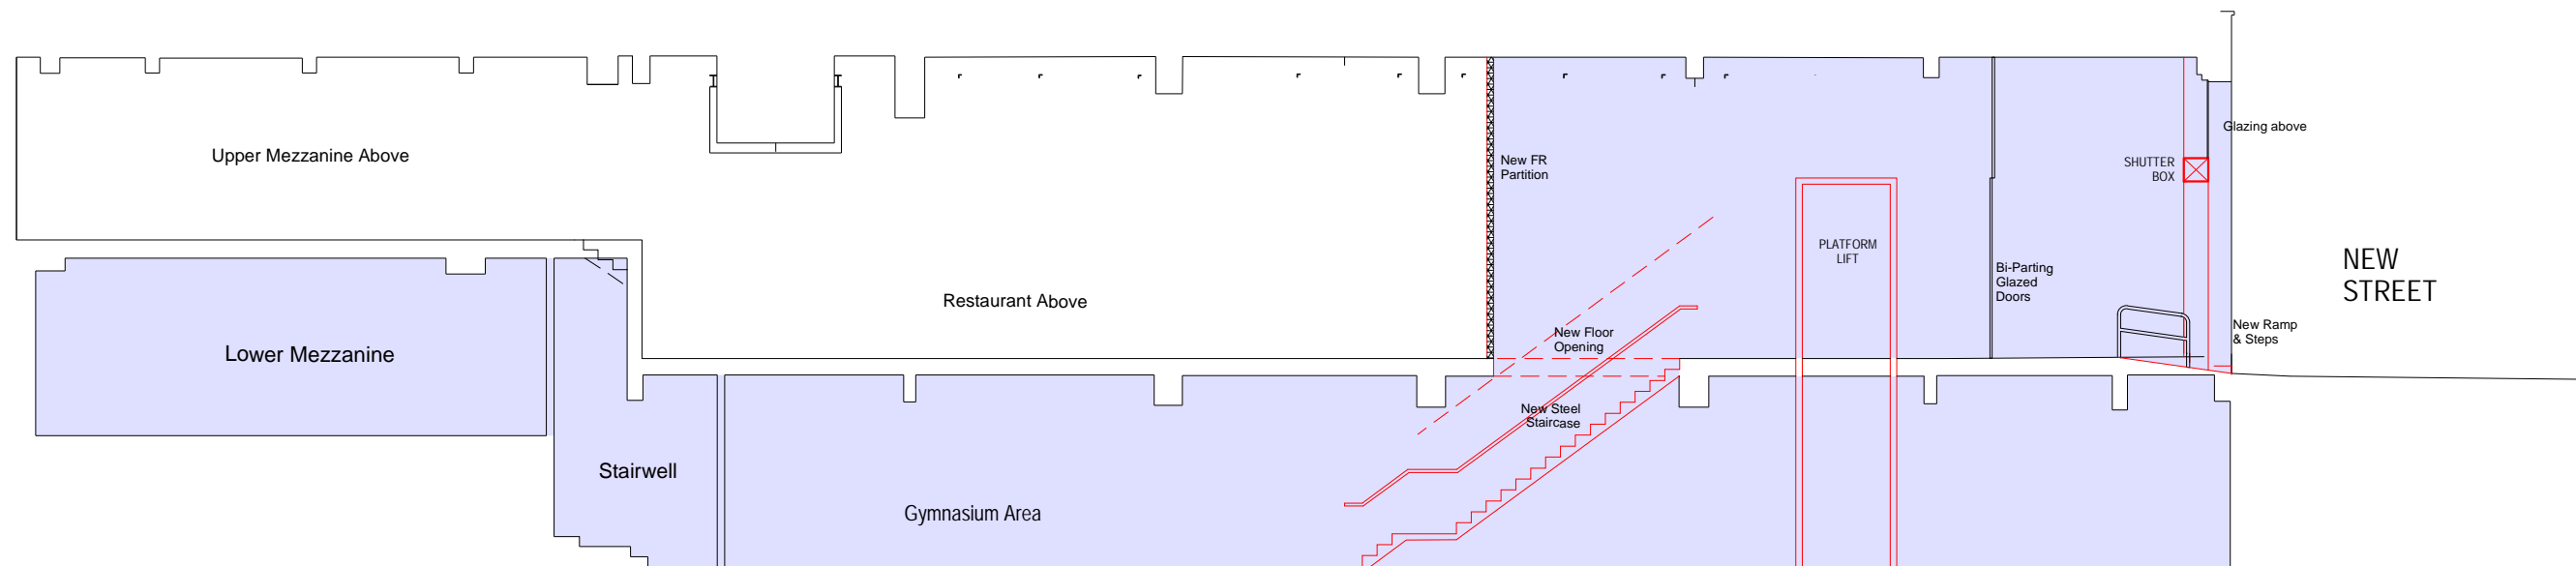 Glazing above
Upper Mezzanine Above
New FR
Partition
SHUTTER
BOX
PLATFORM
LIFT
NEW
STREET
Bi-Parting
Glazed
Doors
Restaurant Above
New Floor
Opening
New Ramp
& Steps
Lower Mezzanine
New Steel
Staircase
Stairwell
Gymnasium Area